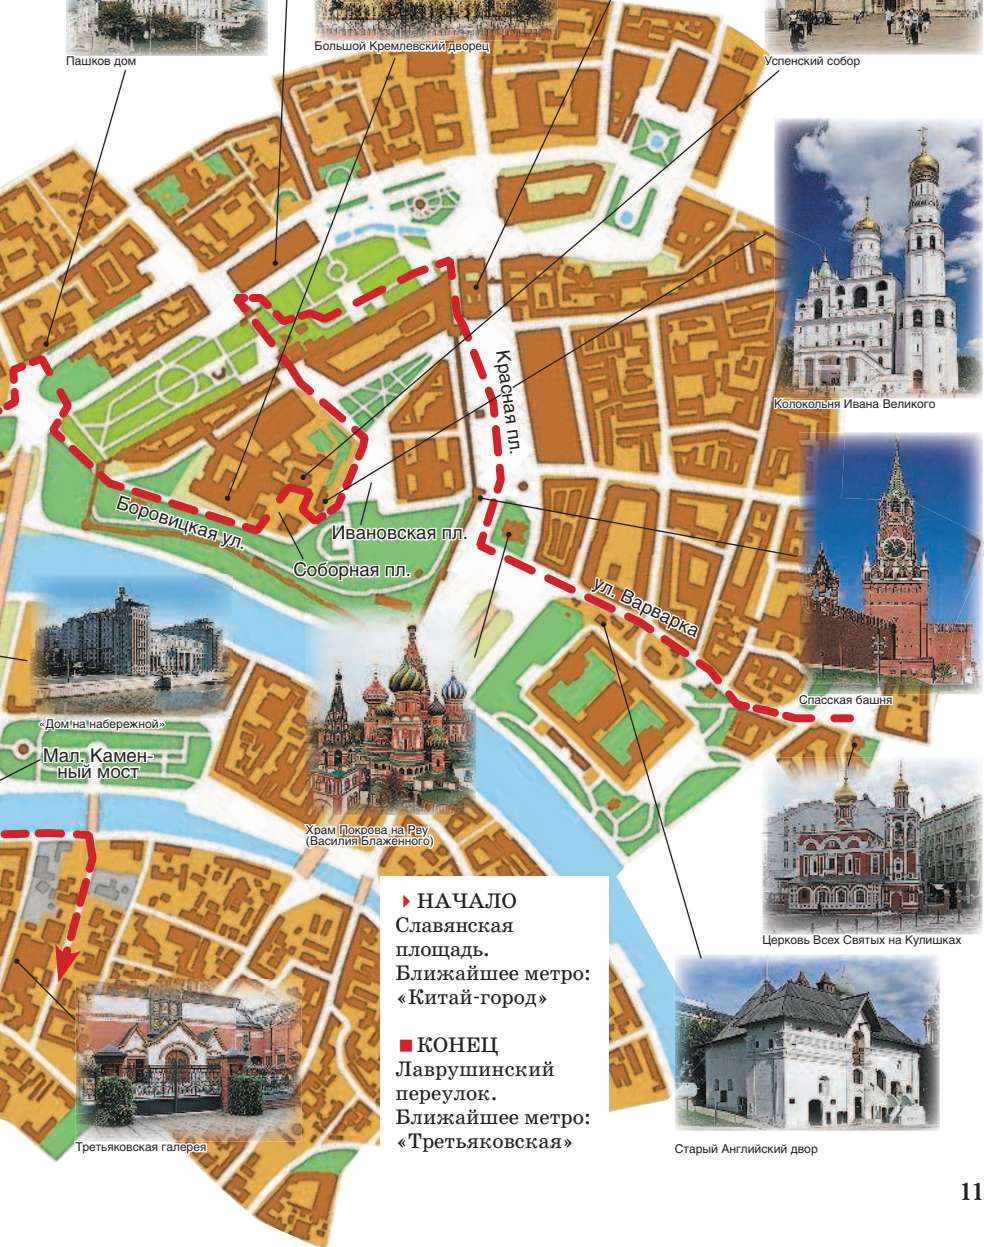 Пашков дом
Большой Кремлевский дворец
Успенский собор
Колокольня Ивана Великого
Красная пл.
Боровицкая ул.
Ивановская пл.
Соборная пл.
ул. Варварка
Спасская башня
«Дом на набережной»
Мал. Камен-
ный мост
Храм Покрова на Рву
(Василия Блаженного)
Церковь Всех Святых на Кулишках
НАЧАЛО
Славянская
площадь.
Ближайшее метро:
«Китай-город»
КОНЕЦ
Лаврушинский
переулок.
Ближайшее метро:
«Третьяковская»
Третьяковская галерея
Старый Английский двор
11